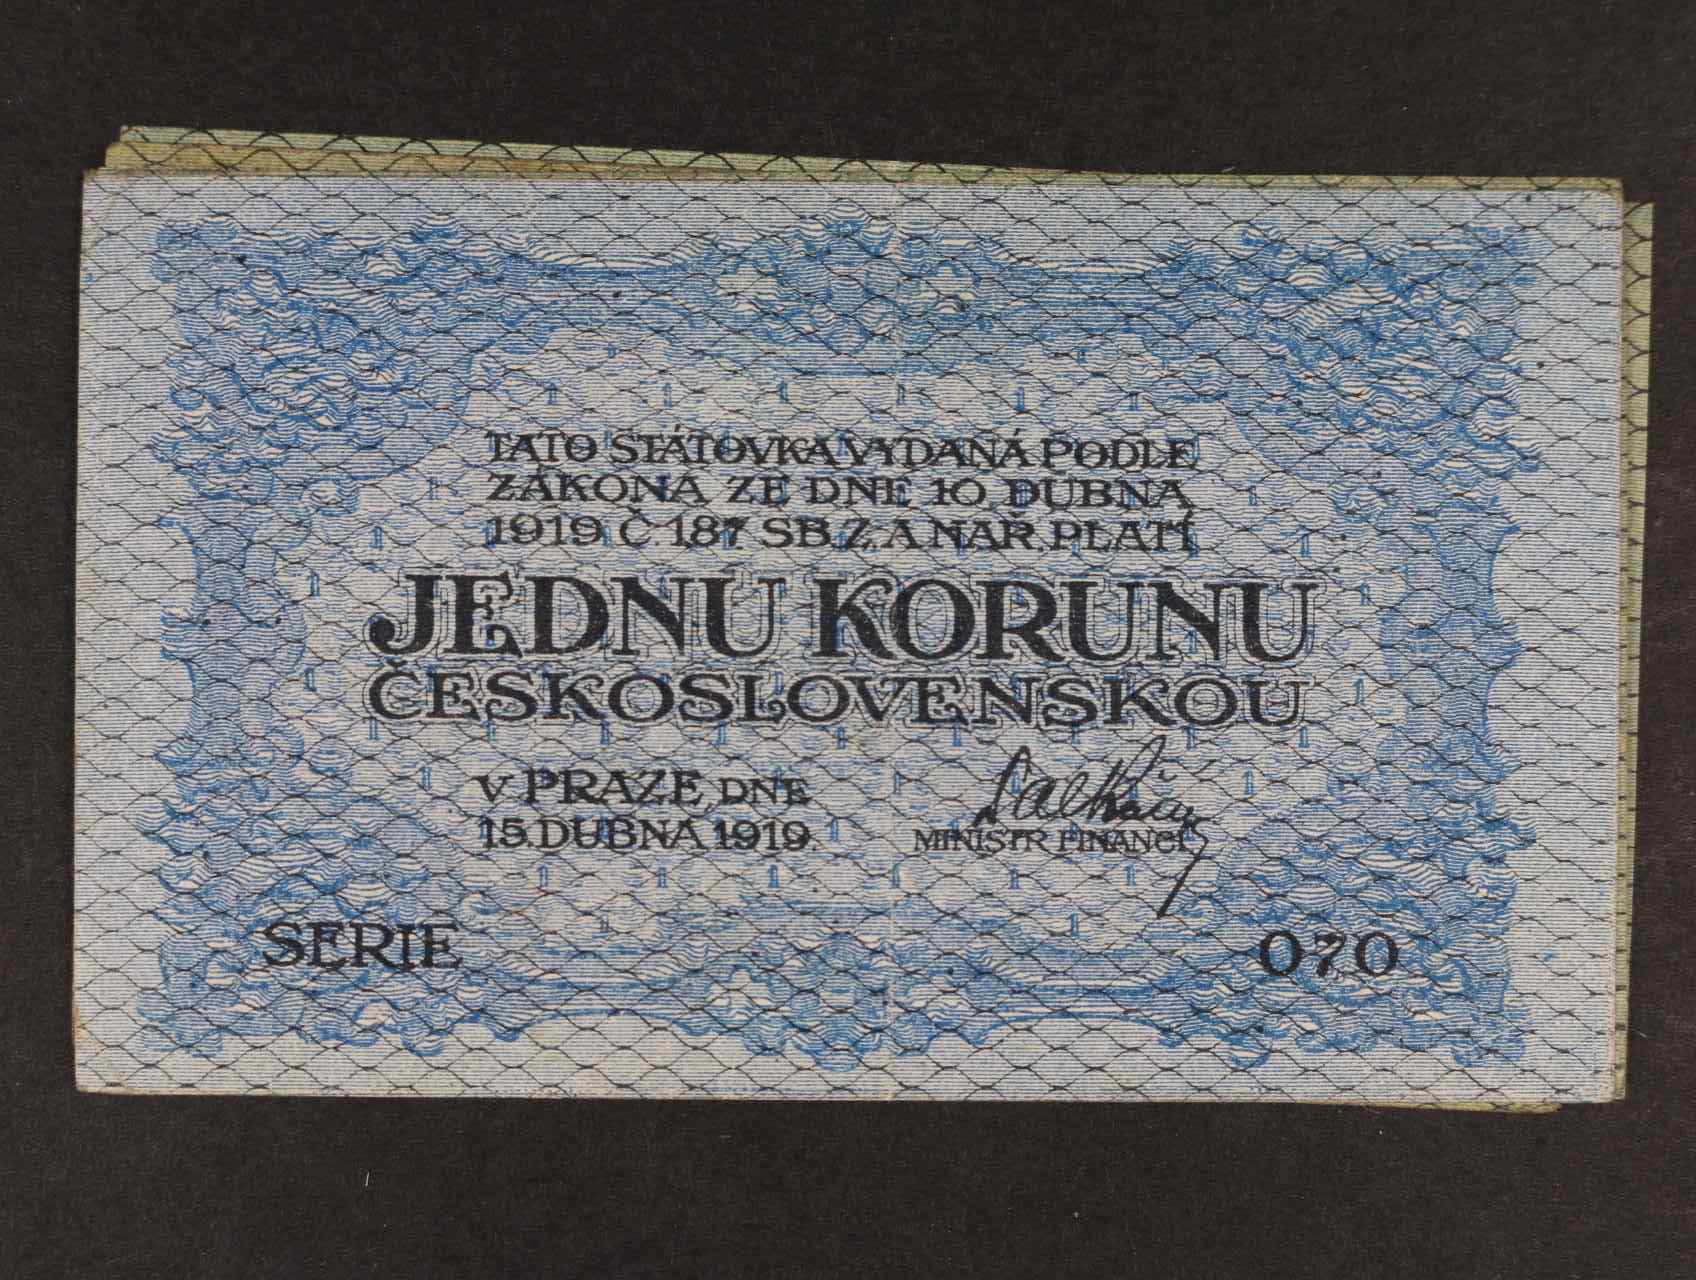 TATO STÁTOVKA VYDANÁ PODLE
ZÁKONA ZE DNE 10. DUBNA
1919 Č 187 SB. Z. A NAŘ. PLATÍ
JEDNU KORUNU
ČESKOSLOVENSKOU
V PRAZE, DNE
15. DUBNA 1919.
MINISTR FINANCÍ
SERIE 070